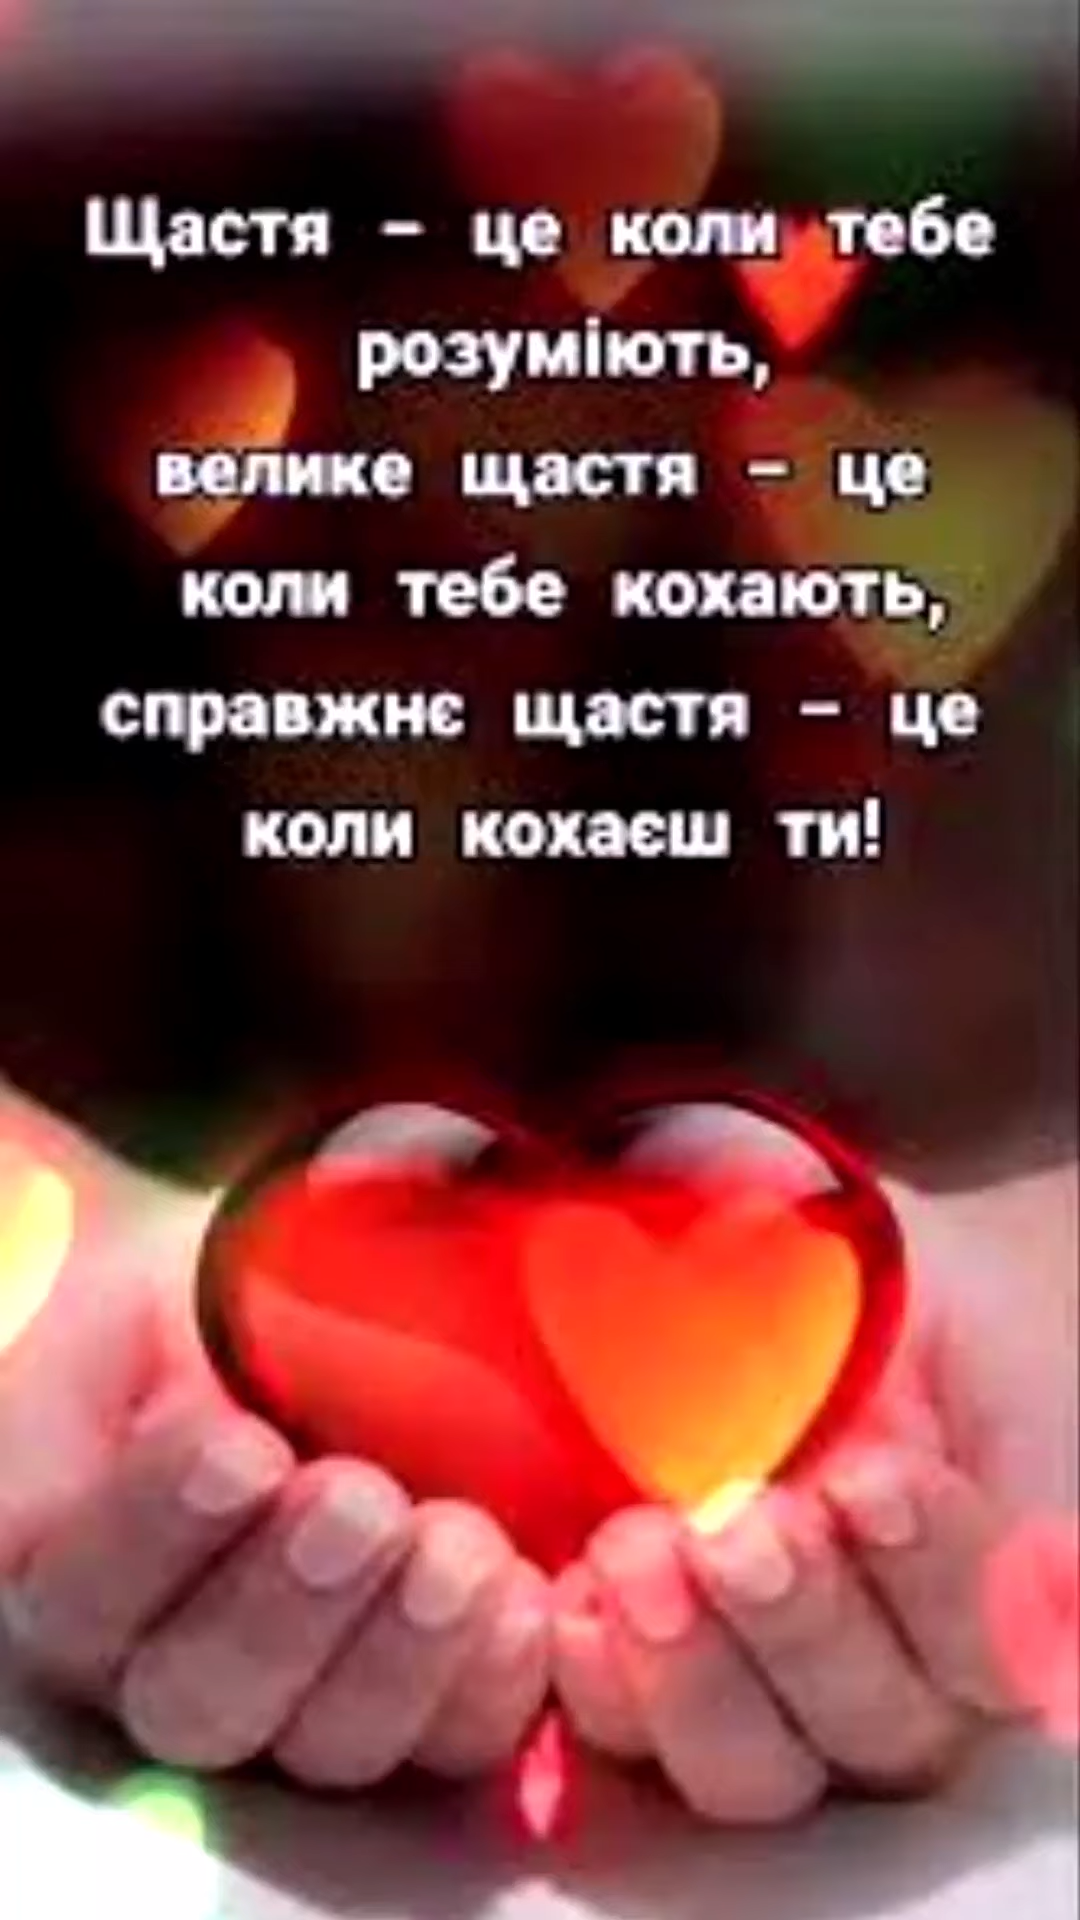 Щастя – це коли тебе
розуміють,
велике щастя – це
коли тебе кохають,
справжнє щастя – це
коли кохаєш ти!